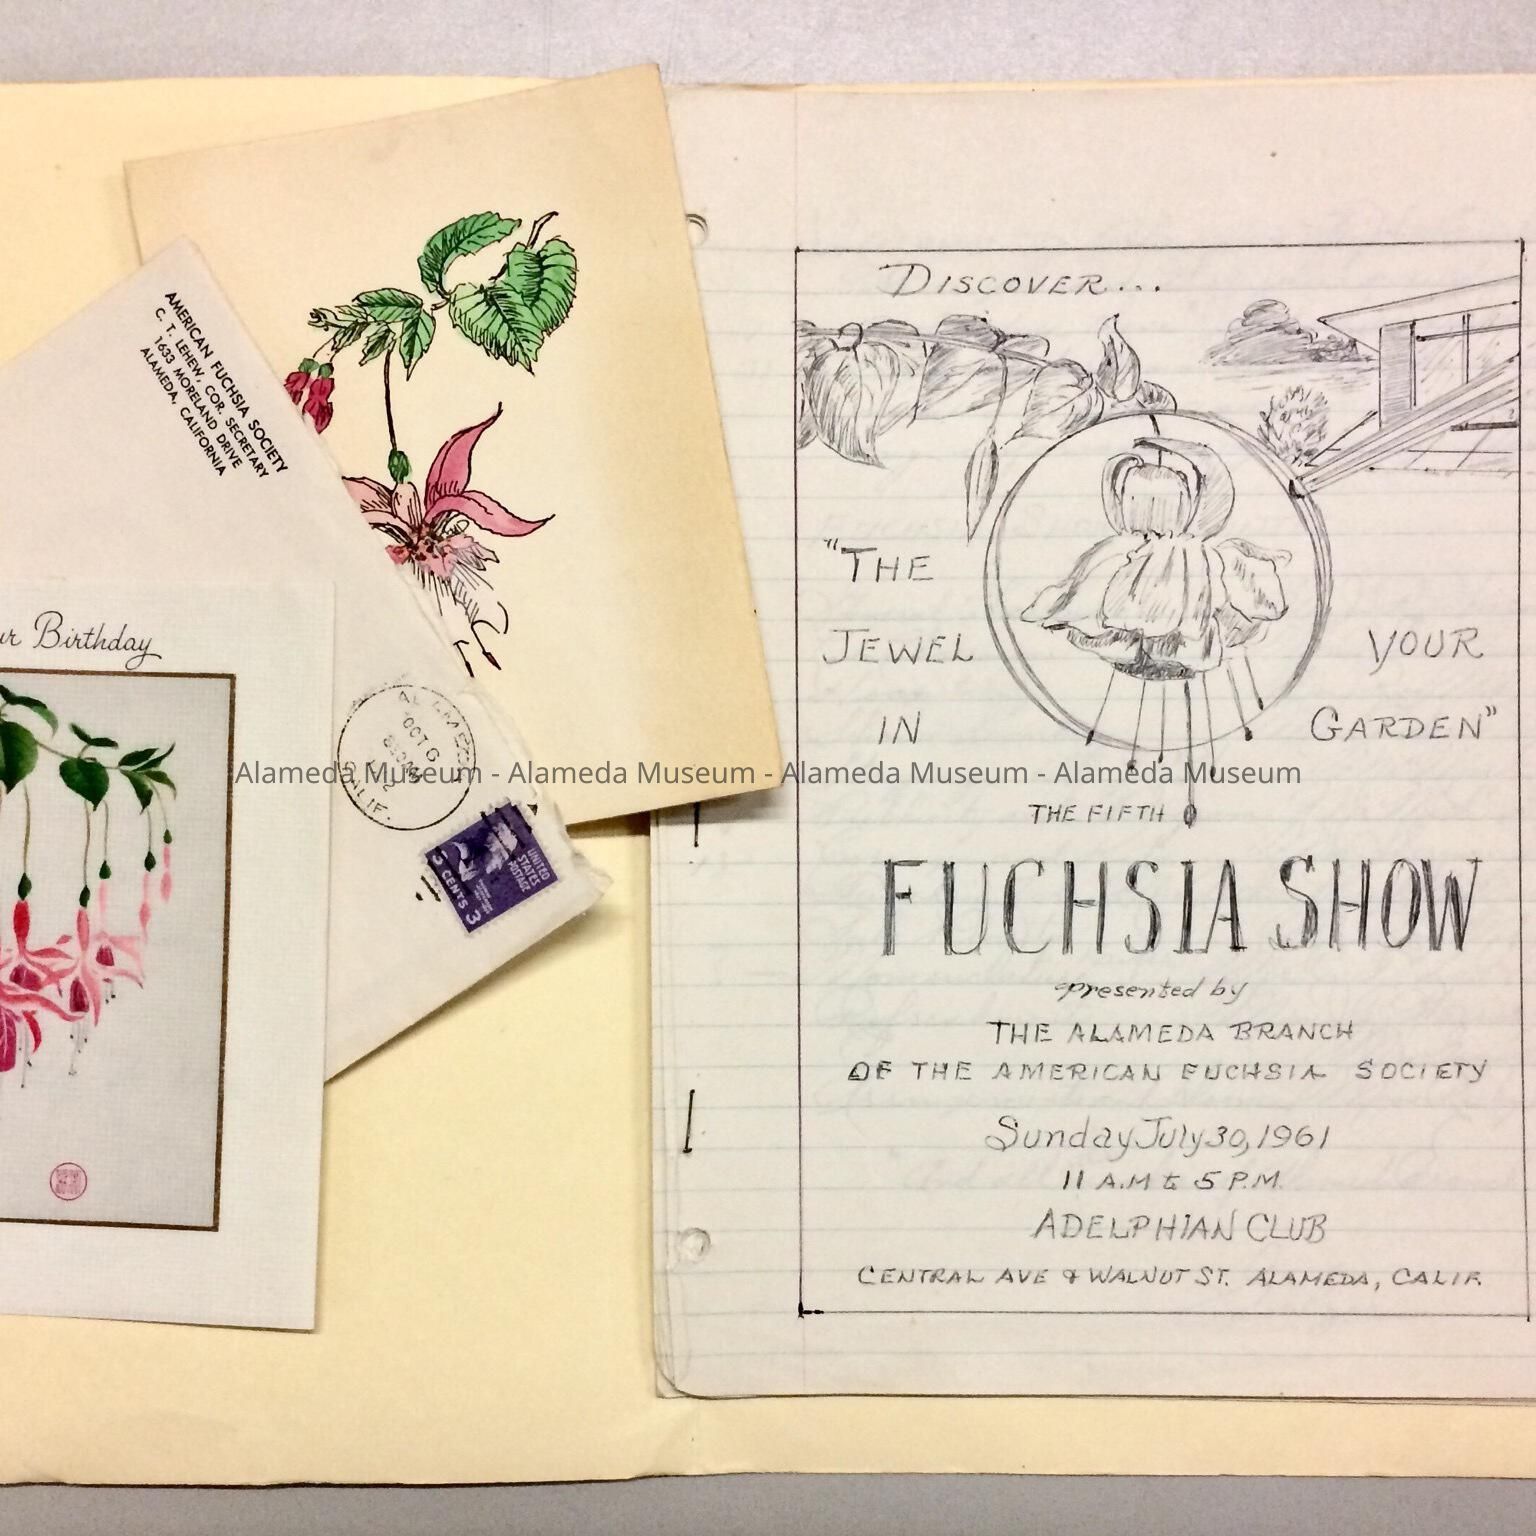 AMERICAN FUCHSIA SOCIETY
C. T. LEHEW, COR. SECRETARY
1633 MORELAND DRIVE
ALAMEDA, CALIFORNIA
Birthday
OCT 6
CALIF.
UNITED
STATES
POSTAGE
3 CENTS 3
Alameda Museum - Alameda Museum - Alameda Museum - Alameda Museum
DISCOVER...
"THE
JEWEL
IN
YOUR
GARDEN"
THE FIFTH
FUCHSIA SHOW
presented by
THE ALAMEDA BRANCH
OF THE AMERICAN FUCHSIA SOCIETY
Sunday July 30, 1961
11 A.M to 5 P.M.
ADELPHIAN CLUB
CENTRAL AVE & WALNUT ST. ALAMEDA, CALIF.